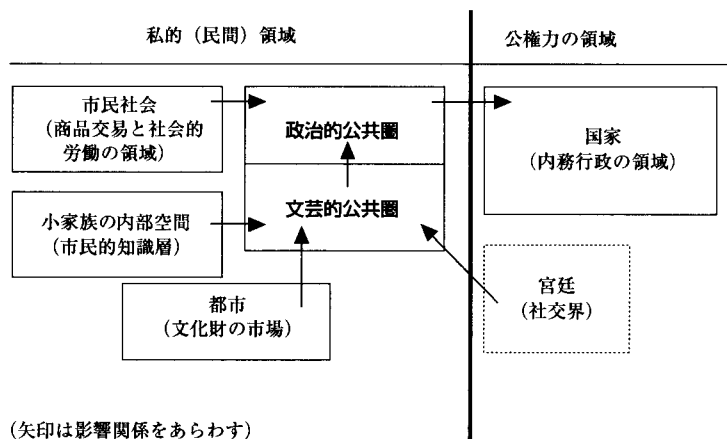 私的（民間）領域
公権力の領域
市民社会
（商品交易と社会的
労働の領域）
政治的公共圏
国家
（内務行政の領域）
小家族の内部空間
（市民的知識層）
文芸的公共圏
都市
（文化財の市場）
宮廷
（社交界）
（矢印は影響関係をあらわす）